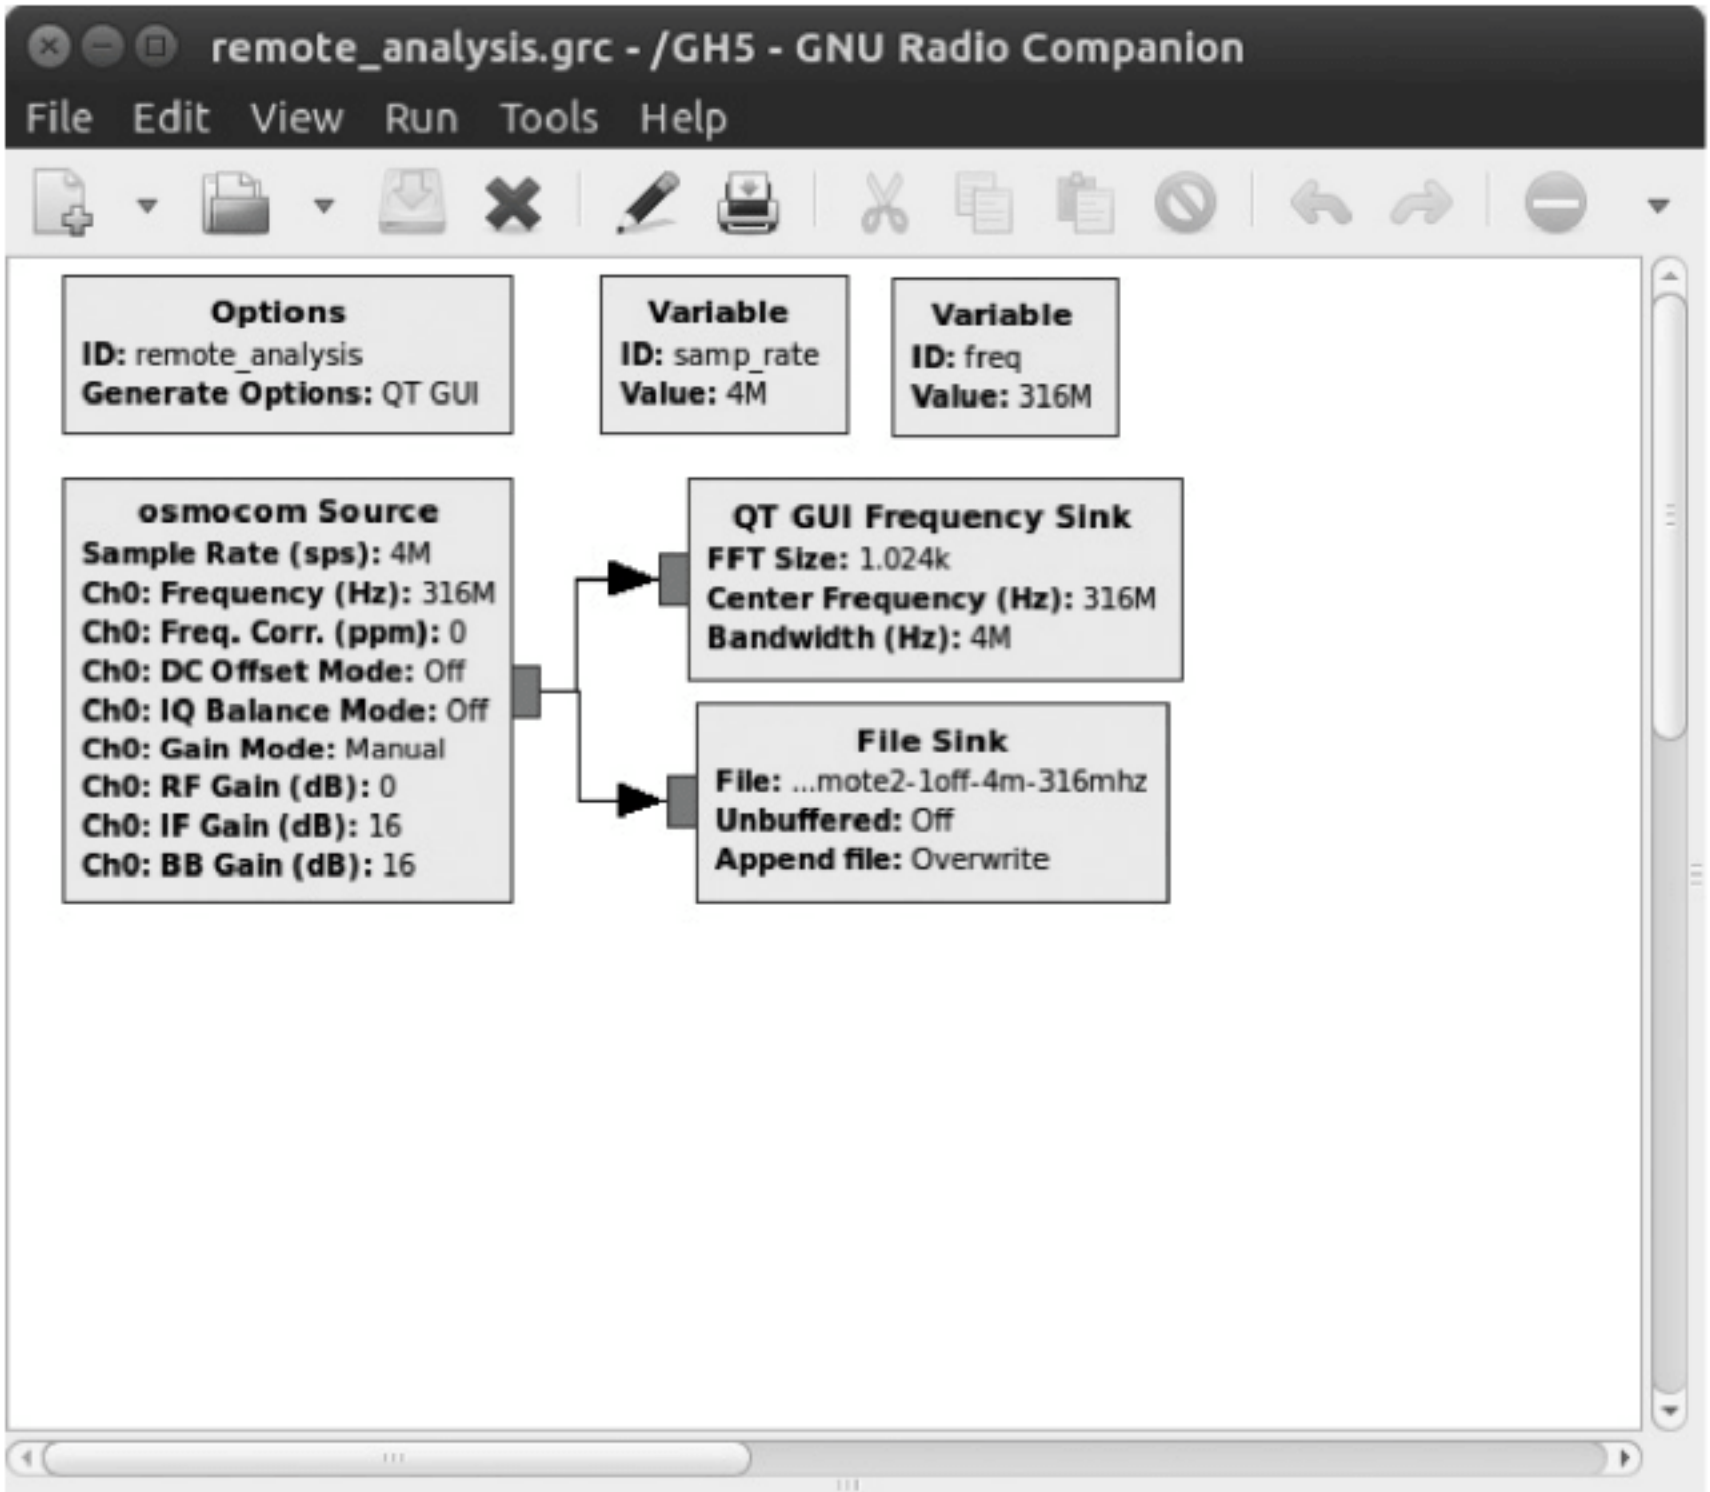 remote_analysis.grc - /GH5 - GNU Radio Companion
File Edit View Run Tools Help
Options
ID: remote_analysis
Generate Options: QT GUI
Variable
ID: samp_rate
Value: 4M
Variable
ID: freq
Value: 316M
osmocom Source
Sample Rate (sps): 4M
Ch0: Frequency (Hz): 316M
Ch0: Freq. Corr. (ppm): 0
Ch0: DC Offset Mode: Off
Ch0: IQ Balance Mode: Off
Ch0: Gain Mode: Manual
Ch0: RF Gain (dB): 0
Ch0: IF Gain (dB): 16
Ch0: BB Gain (dB): 16
QT GUI Frequency Sink
FFT Size: 1.024k
Center Frequency (Hz): 316M
Bandwidth (Hz): 4M
File Sink
File: ...mote2-1off-4m-316mhz
Unbuffered: Off
Append file: Overwrite